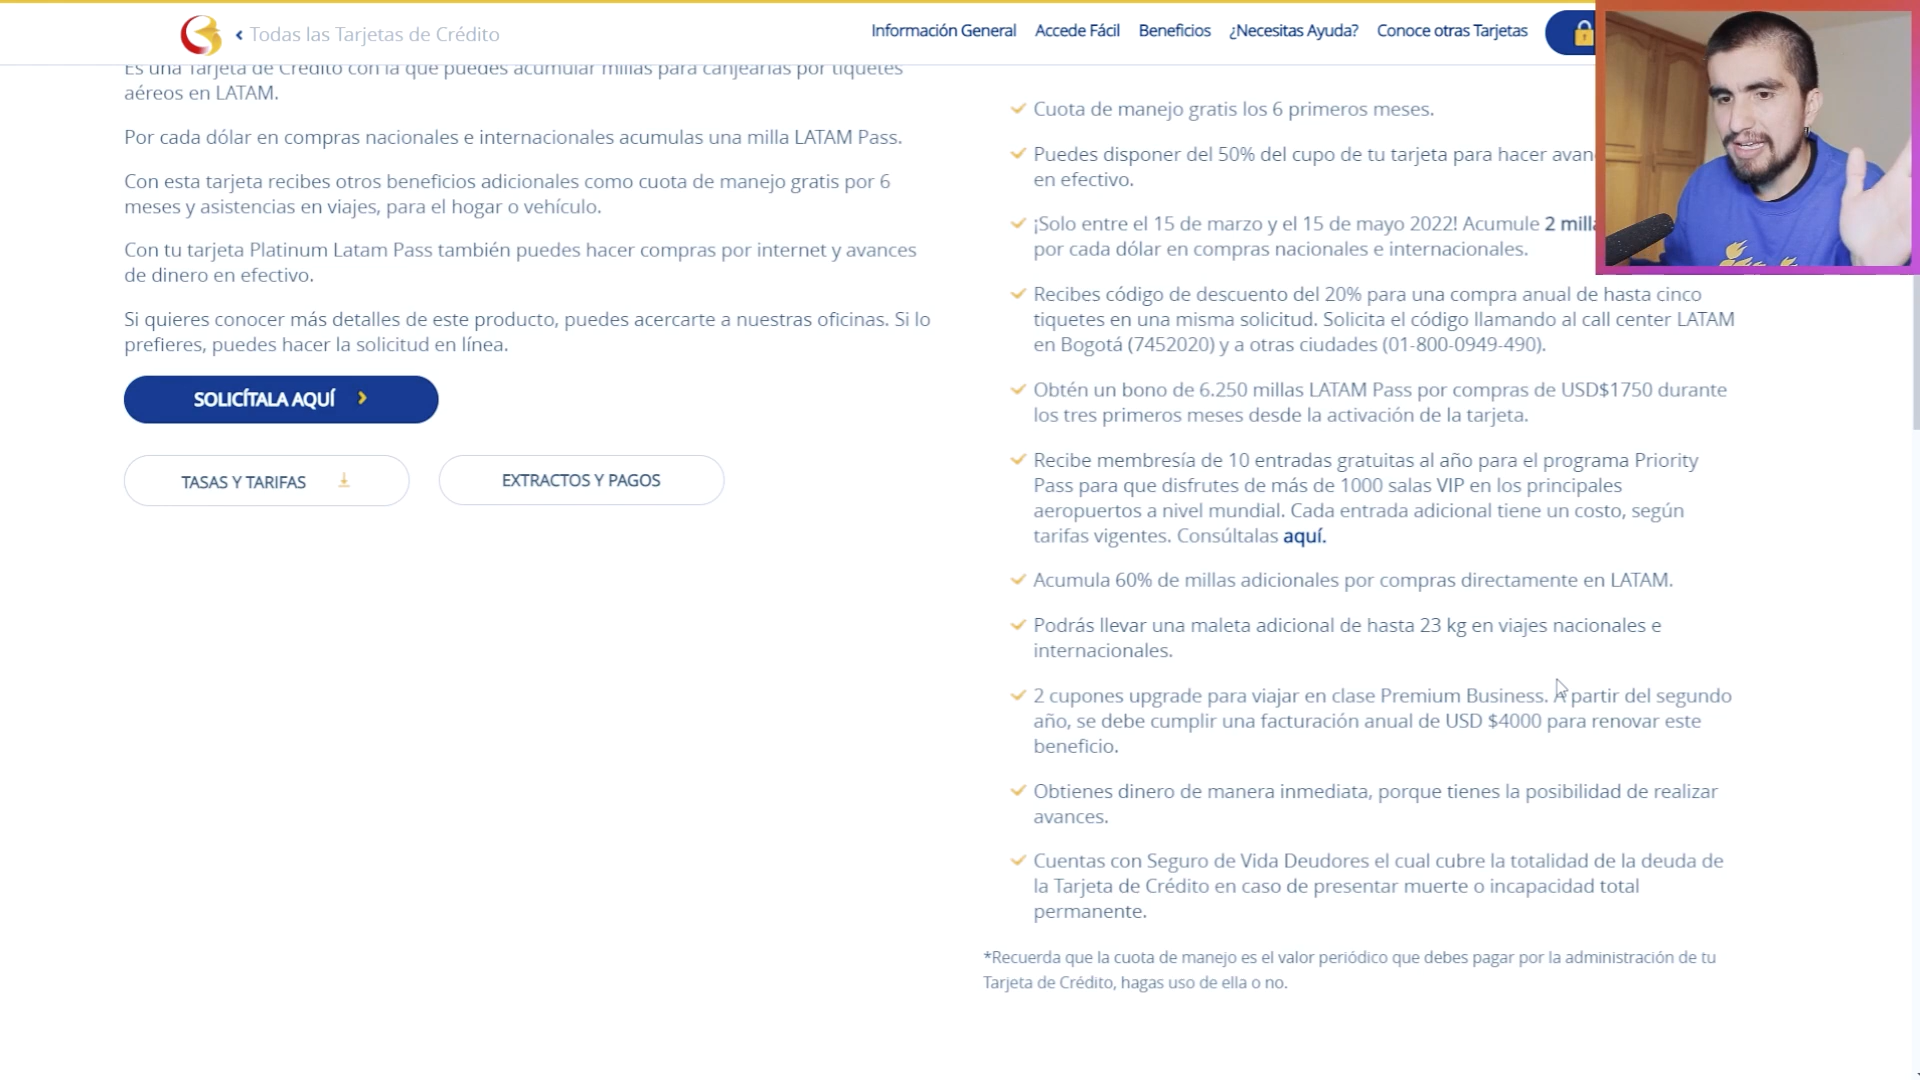 Todas las Tarjetas de Crédito
Información General
Accede Fácil
Beneficios
¿Necesitas Ayuda?
Conoce otras Tarjetas
Es una Tarjeta de Crédito con la que puedes acumular millas para canjearlas por tiquetes
aéreos en LATAM.
Por cada dólar en compras nacionales e internacionales acumulas una milla LATAM Pass.
Con esta tarjeta recibes otros beneficios adicionales como cuota de manejo gratis por 6
meses y asistencias en viajes, para el hogar o vehículo.
Con tu tarjeta Platinum Latam Pass también puedes hacer compras por internet y avances
de dinero en efectivo.
Si quieres conocer más detalles de este producto, puedes acercarte a nuestras oficinas. Si lo
prefieres, puedes hacer la solicitud en línea.
SOLICÍTALA AQUÍ
TASAS Y TARIFAS
EXTRACTOS Y PAGOS
Cuota de manejo gratis los 6 primeros meses.
Puedes disponer del 50% del cupo de tu tarjeta para hacer avan
en efectivo.
¡Solo entre el 15 de marzo y el 15 de mayo 2022! Acumule 2 milla
por cada dólar en compras nacionales e internacionales.
Recibes código de descuento del 20% para una compra anual de hasta cinco
tiquetes en una misma solicitud. Solicita el código llamando al call center LATAM
en Bogotá (7452020) y a otras ciudades (01-800-0949-490).
Obtén un bono de 6.250 millas LATAM Pass por compras de USD$1750 durante
los tres primeros meses desde la activación de la tarjeta.
Recibe membresía de 10 entradas gratuitas al año para el programa Priority
Pass para que disfrutes de más de 1000 salas VIP en los principales
aeropuertos a nivel mundial. Cada entrada adicional tiene un costo, según
tarifas vigentes. Consúltalas aquí.
Acumula 60% de millas adicionales por compras directamente en LATAM.
Podrás llevar una maleta adicional de hasta 23 kg en viajes nacionales e
internacionales.
2 cupones upgrade para viajar en clase Premium Business. A partir del segundo
año, se debe cumplir una facturación anual de USD $4000 para renovar este
beneficio.
Obtienes dinero de manera inmediata, porque tienes la posibilidad de realizar
avances.
Cuentas con Seguro de Vida Deudores el cual cubre la totalidad de la deuda de
la Tarjeta de Crédito en caso de presentar muerte o incapacidad total
permanente.
*Recuerda que la cuota de manejo es el valor periódico que debes pagar por la administración de tu
Tarjeta de Crédito, hagas uso de ella o no.